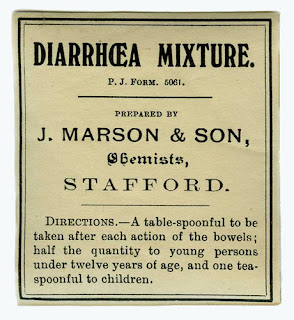 DIARRHŒA MIXTURE.
P. J. FORM. 5061.
PREPARED BY
J. MARSON & SON,
Chemists,
STAFFORD.
DIRECTIONS.—A table-spoonful to be
taken after each action of the bowels;
half the quantity to young persons
under twelve years of age, and one tea-
spoonful to children.